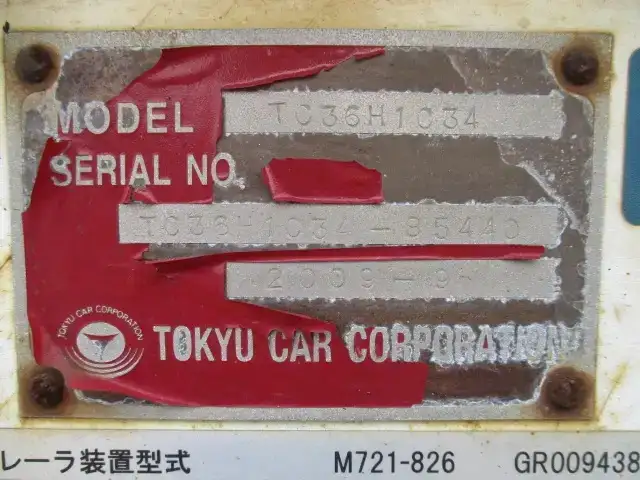 MODEL TC36H1C34
SERIAL NO.
TC36H1C34-85440
2009-9
TOKYU CAR CORPORATION
TOKYU CAR CORPORATION
レーラ装置型式 M721-826 GR009438